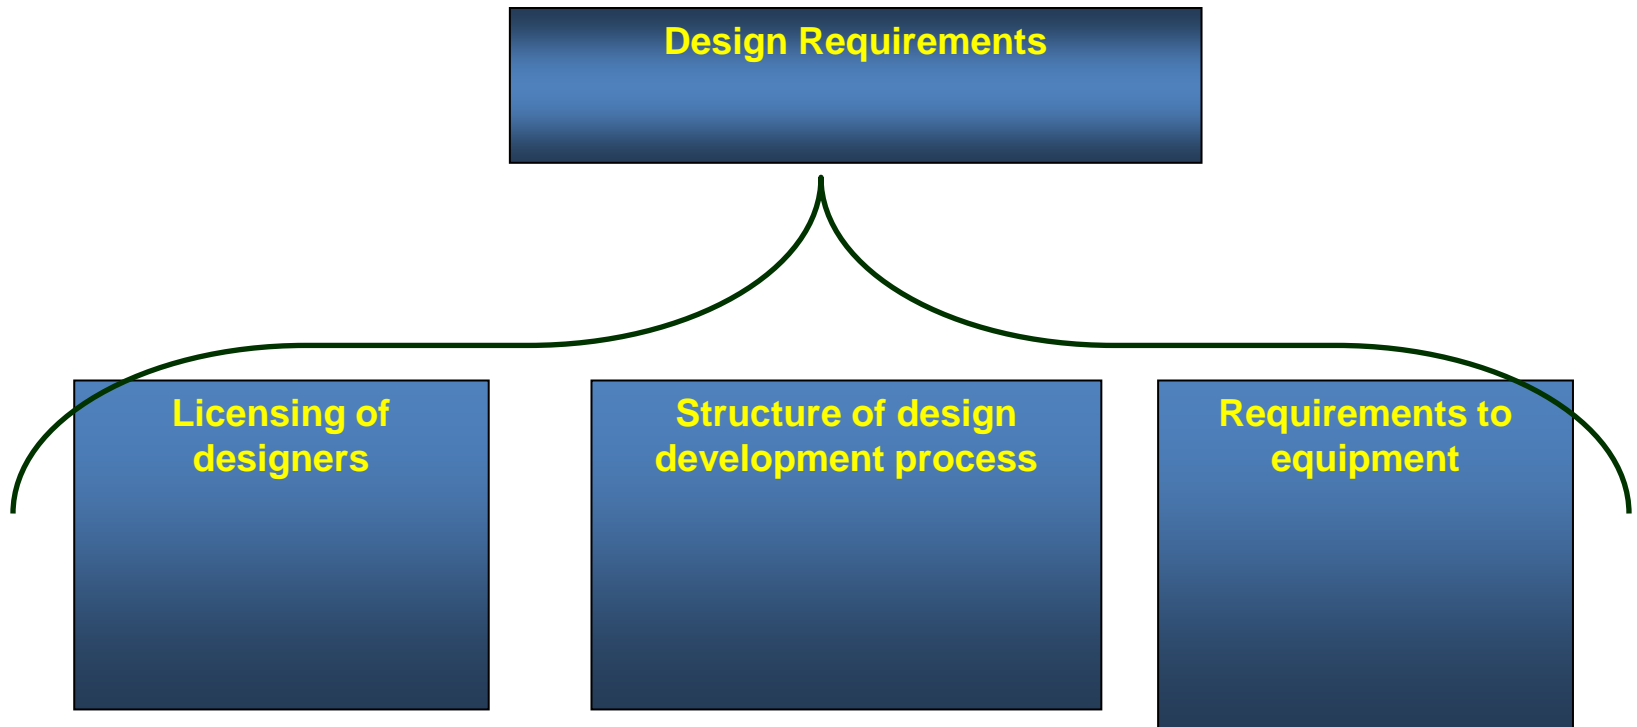 Design Requirements
Licensing of
designers
Structure of design
development process
Requirements to
equipment